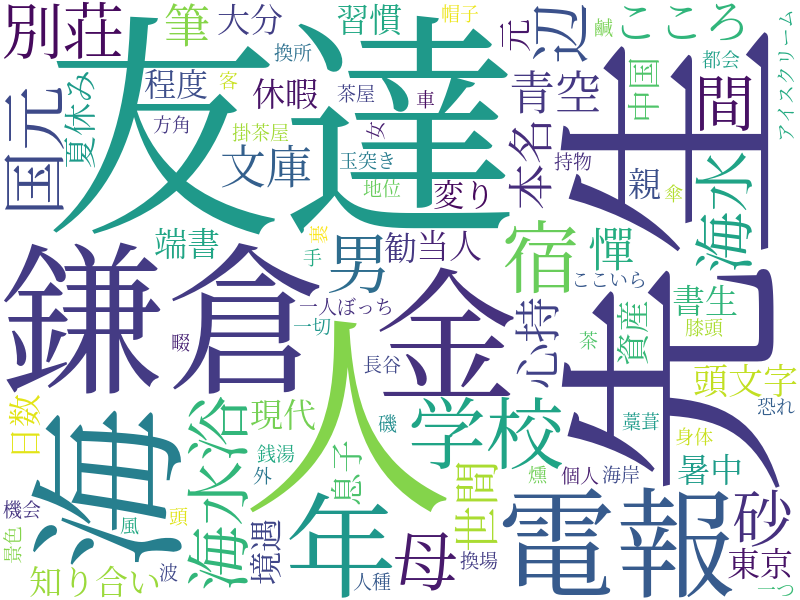 別荘
友達
筆
大分
習慣
帽子
元
辺
こころ
鹹
都会
アイスクリーム
換所
程度
客
休暇
茶屋
車
青空
間
中国
夏休み
国元
方角
掛茶屋
女
文庫
玉突き
地位
変り
本名
持物
親
傘
海水
先生
端書
裏
手
男
勧当人
宿
憚
ここいら
書生
鎌倉
一人ぼっち
一切
畷
金
心持
資産
茶
膝頭
人
長谷
頭文字
恐れ
海
海水浴
日数
現代
磯
学校
藁葺
身体
銭湯
息子
外
世間
燻
個人
海岸
暑中
機会
風
頭
境遇
年
母
電報
砂
換場
東京
景色
知り合い
波
人種
一つ